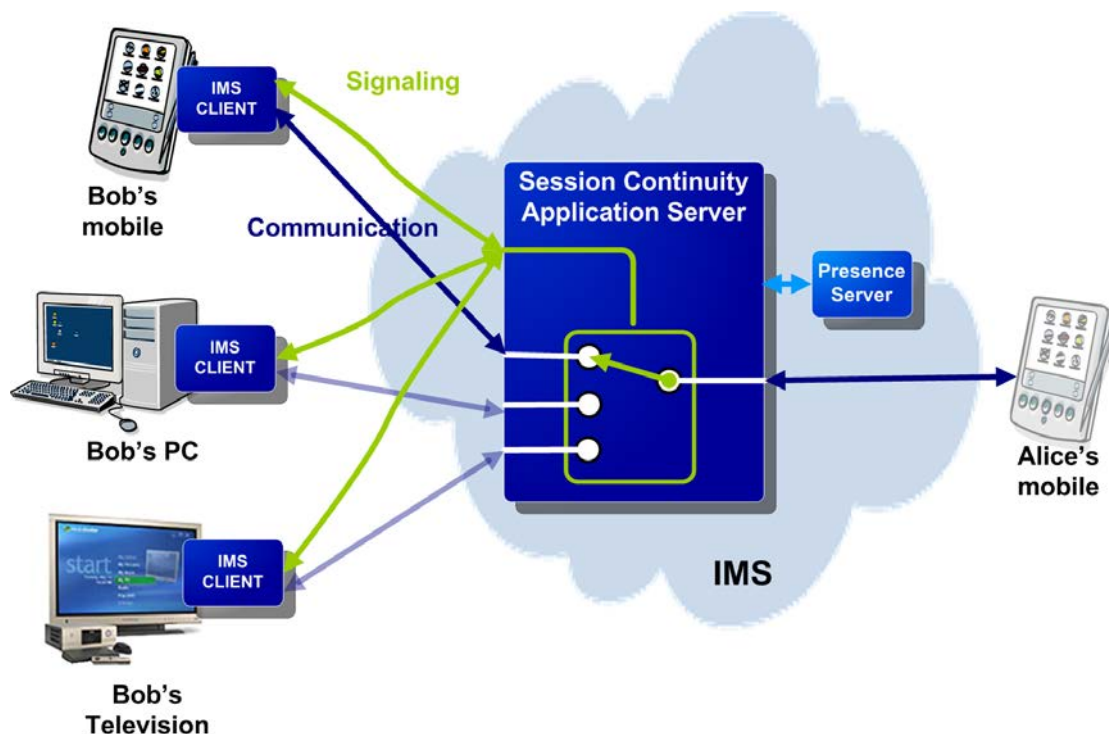 IMS
CLIENT
Signaling
Bob's
mobile
Communication
Session Continuity
Application Server
Presence
Server
IMS
CLIENT
Bob's PC
Alice's
mobile
IMS
CLIENT
start
IMS
Bob's
Television